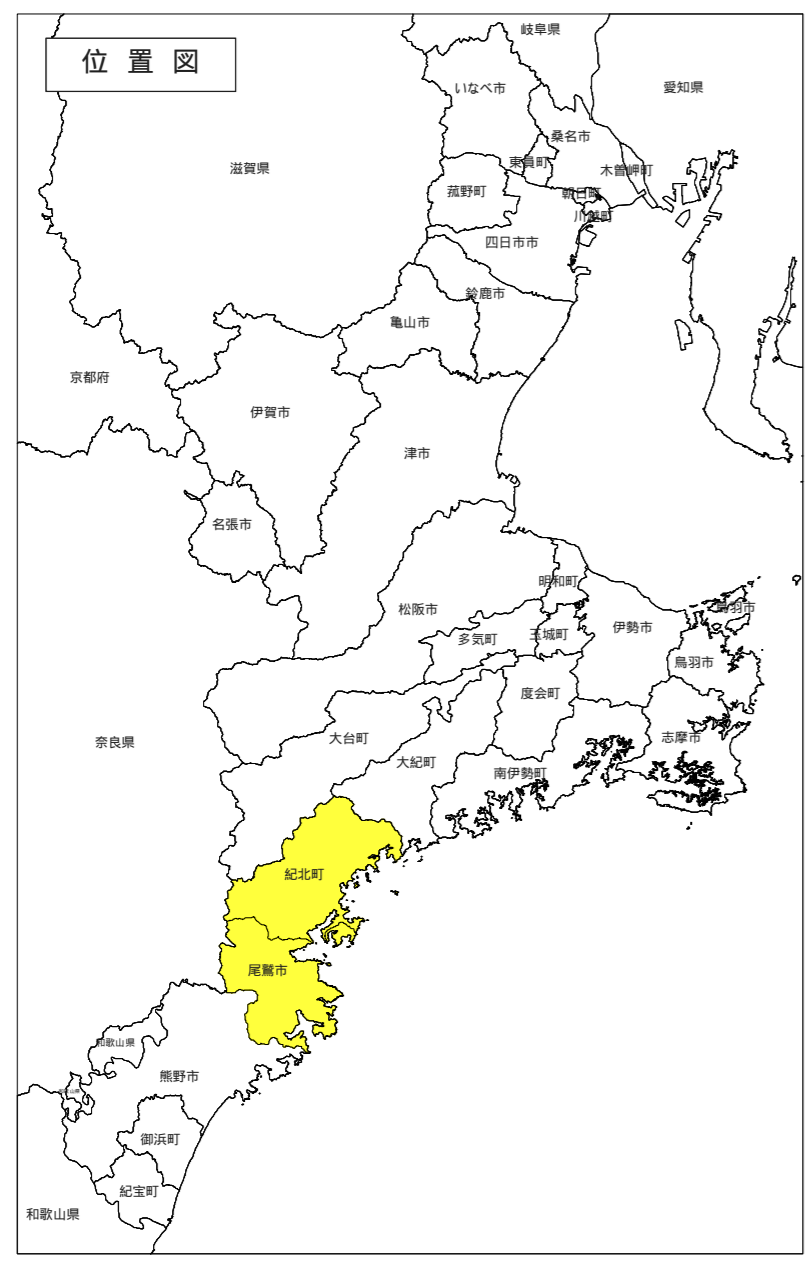 位置図
岐阜県
いなべ市
愛知県
桑名市
東員町
滋賀県
木曽岬町
菰野町
朝日町
川越町
四日市市
鈴鹿市
亀山市
京都府
伊賀市
津市
名張市
明和町
松阪市
鳥羽市
伊勢市
玉城町
多気町
鳥羽市
度会町
大台町
志摩市
奈良県
大紀町
南伊勢町
紀北町
尾鷲市
和歌山県
熊野市
御浜町
紀宝町
和歌山県